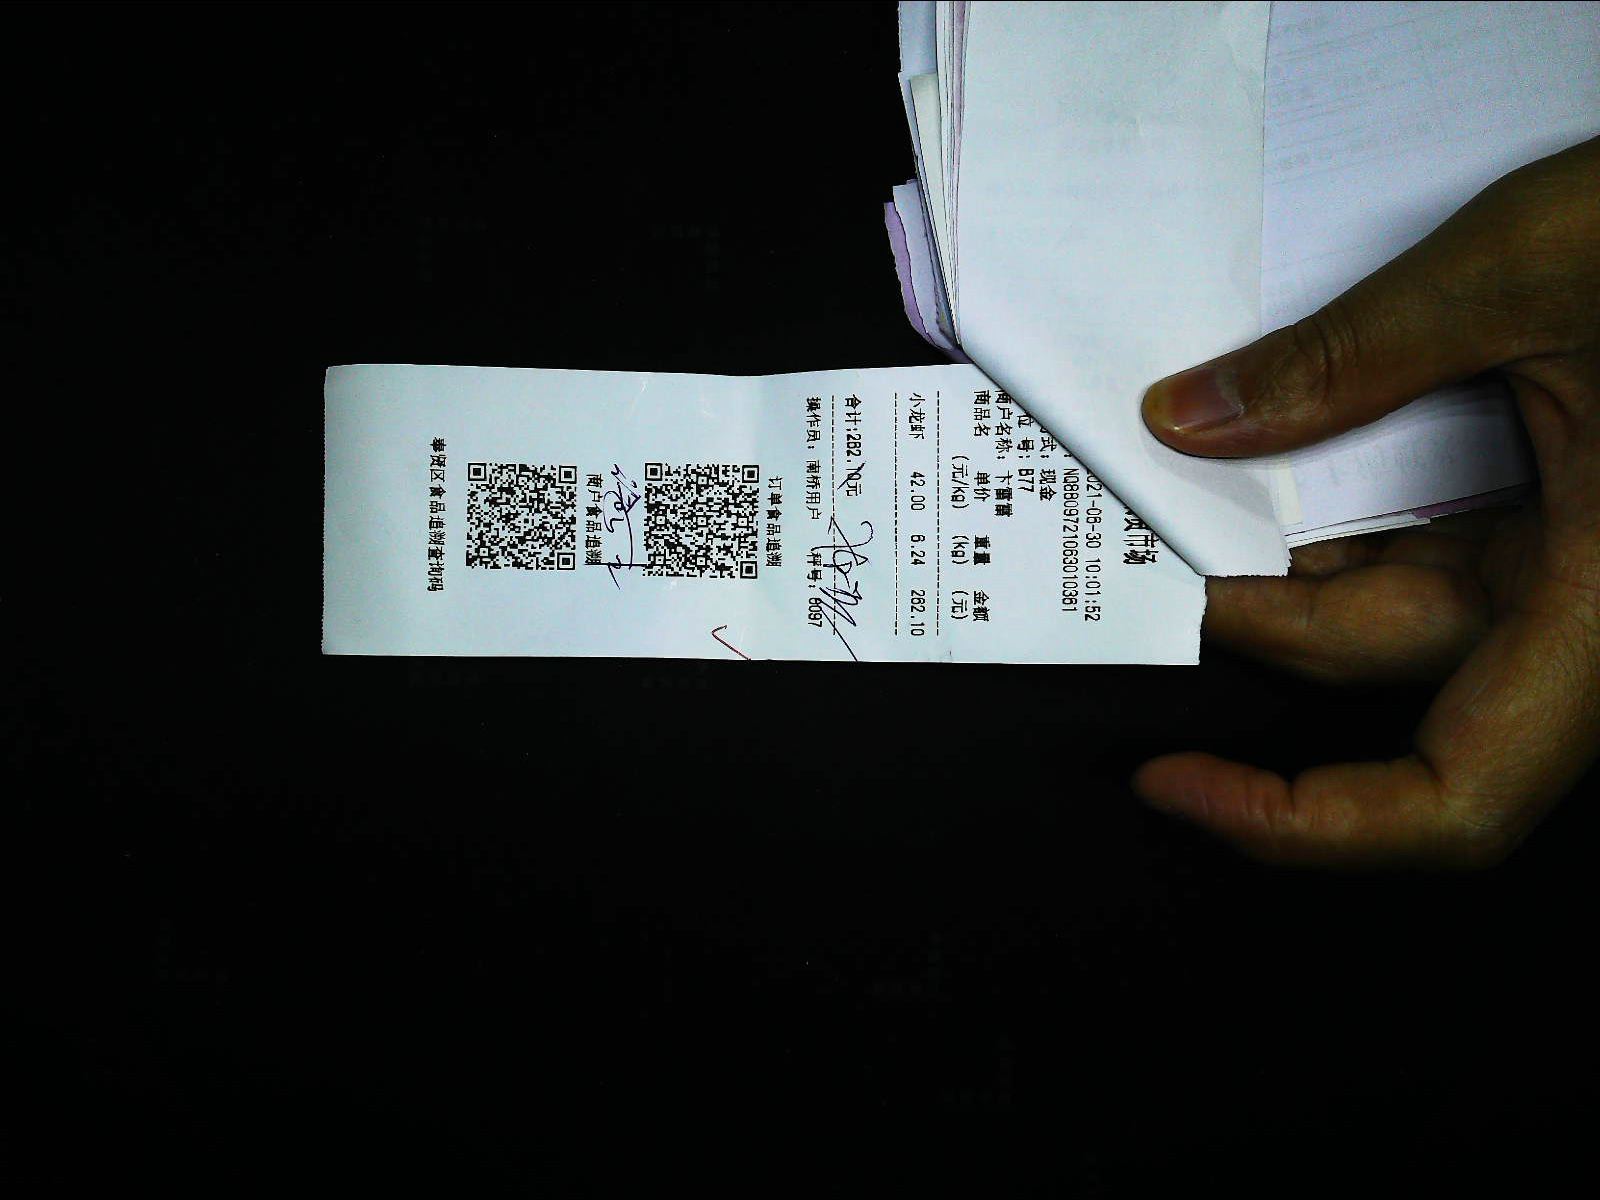 市场
021-06-30 10:01:52
: N08809721063010361
式: 现金
位 号: B77
商户名称: 卞雷雷
商品名 单价 重量 金额
(元/kg) (kg) (元)
小龙虾 42.00 6.24 262.10
合计:262.10元
操作员: 南桥用户 秤号: 8097
订单食品追溯
商户食品追溯
奉贤区食品追溯查询码